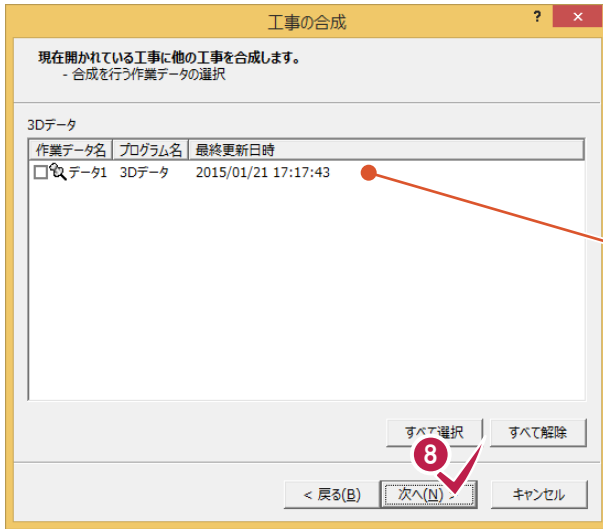 工事の合成
? ×
現在開かれている工事に他の工事を合成します。
- 合成を行う作業データの選択
3Dデータ
作業データ名 プログラム名 最終更新日時
データ1 3Dデータ 2015/01/21 17:17:43
すべて選択 すべて解除
8
< 戻る(B) 次へ(N) > キャンセル